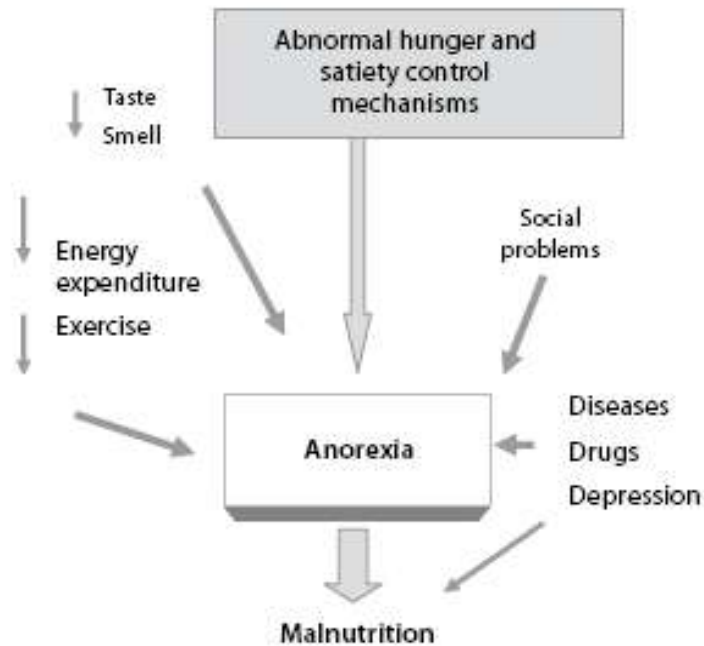 Abnormal hunger and
satiety control
mechanisms
Taste
Smell
Energy
expenditure
Exercise
Social
problems
Anorexia
Diseases
Drugs
Depression
Malnutrition